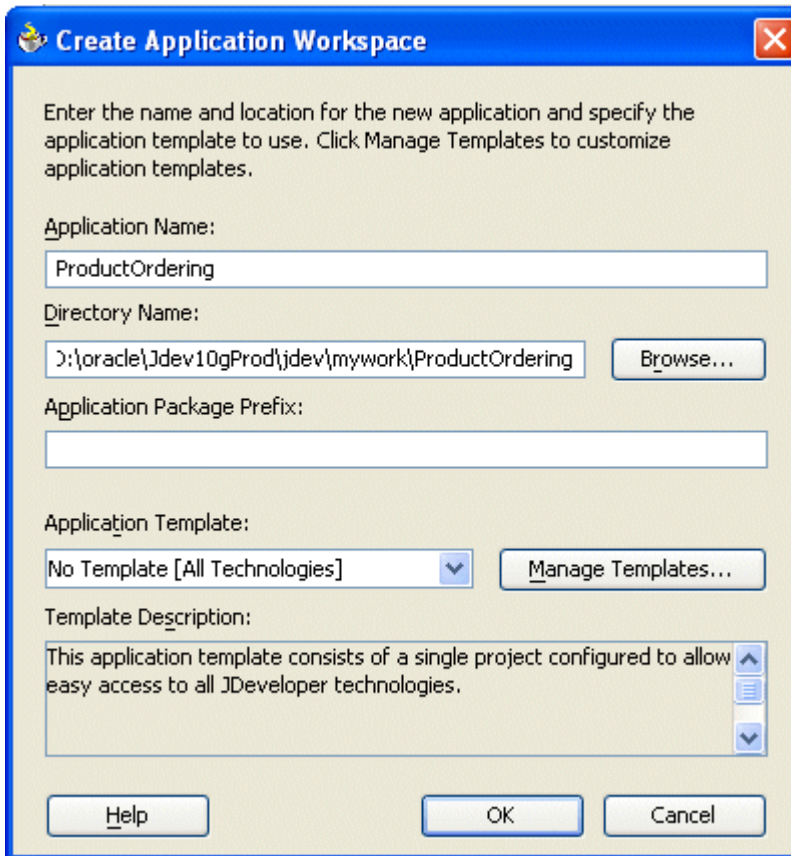 Create Application Workspace
Enter the name and location for the new application and specify the
application template to use. Click Manage Templates to customize
application templates.
Application Name:
ProductOrdering
Directory Name:
D:\oracle\Jdev10gProd\jdev\mywork\ProductOrdering Browse...
Application Package Prefix:
Application Template:
No Template [All Technologies] Manage Templates...
Template Description:
This application template consists of a single project configured to allow
easy access to all JDeveloper technologies.
Help OK Cancel